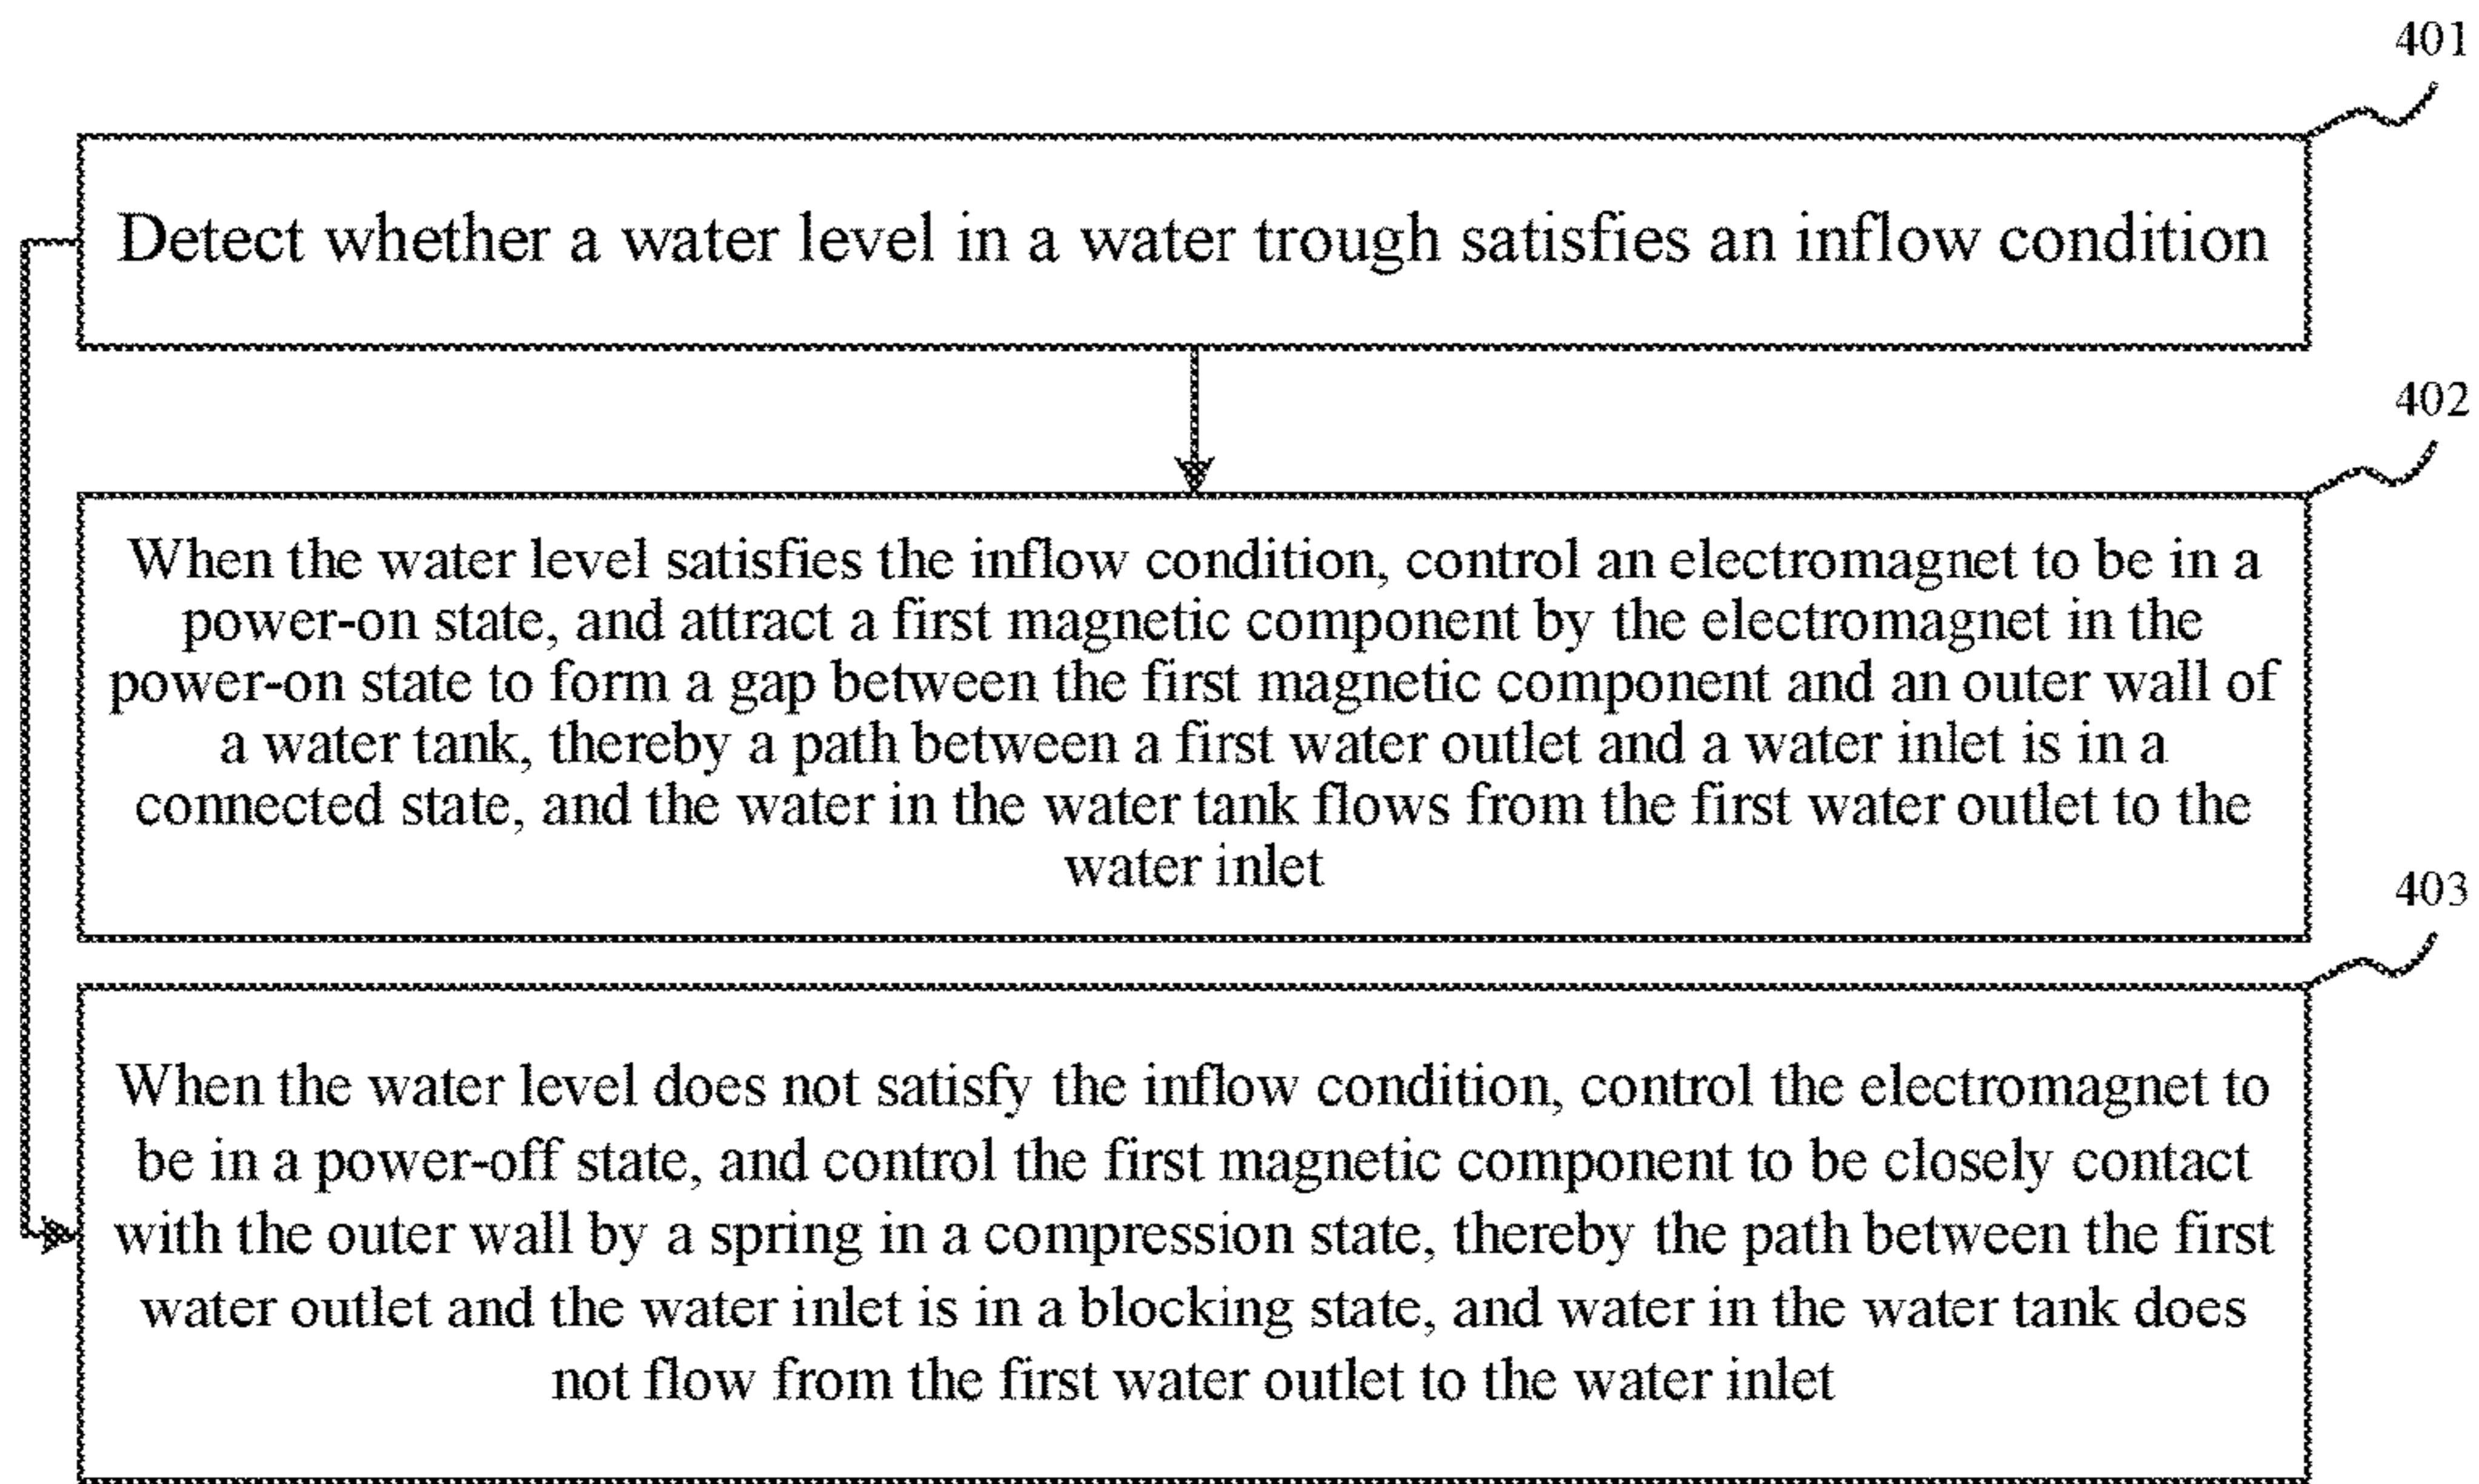 401
Detect whether a water level in a water trough satisfies an inflow condition
402
When the water level satisfies the inflow condition, control an electromagnet to be in a
power-on state, and attract a first magnetic component by the electromagnet in the
power-on state to form a gap between the first magnetic component and an outer wall of
a water tank, thereby a path between a first water outlet and a water inlet is in a
connected state, and the water in the water tank flows from the first water outlet to the
water inlet
403
When the water level does not satisfy the inflow condition, control the electromagnet to
be in a power-off state, and control the first magnetic component to be closely contact
with the outer wall by a spring in a compression state, thereby the path between the first
water outlet and the water inlet is in a blocking state, and water in the water tank does
not flow from the first water outlet to the water inlet